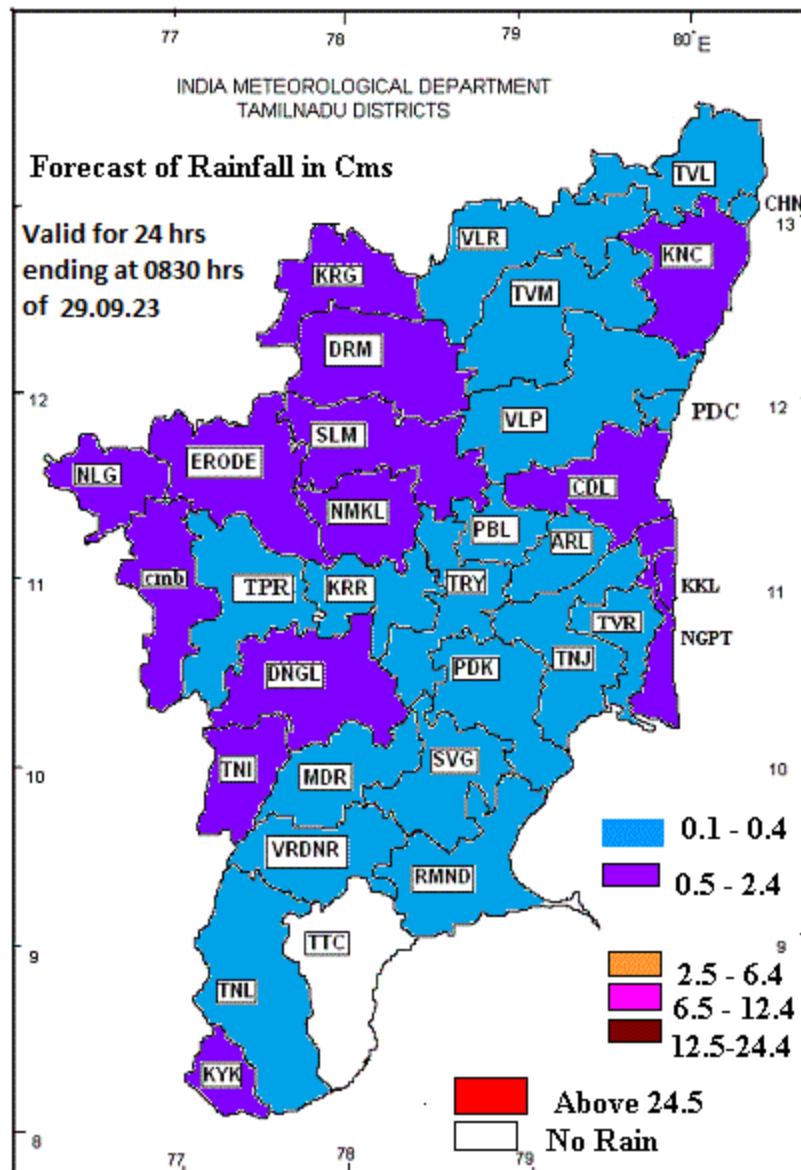 77 78 79 80°E
INDIA METEOROLOGICAL DEPARTMENT
TAMILNADU DISTRICTS
Forecast of Rainfall in Cms
Valid for 24 hrs
ending at 0830 hrs
of 29.09.23
TVL
CHN
13
VLR
KNC
KRG
TVM
DRM
12
12
PDC
VLP
SLM
ERODE
NLG
CDL
NMKL
PBL
ARL
11
cmb
TPR
KRR
TRY
KKL
11
TVR
NGPT
DNGL
PDK
TNJ
10
TNI
MDR
SVG
10
VRDNR
RMND
0.1 - 0.4
0.5 - 2.4
9
TTC
9
TNL
2.5 - 6.4
6.5 - 12.4
12.5-24.4
KYK
Above 24.5
No Rain
8
77 78 79